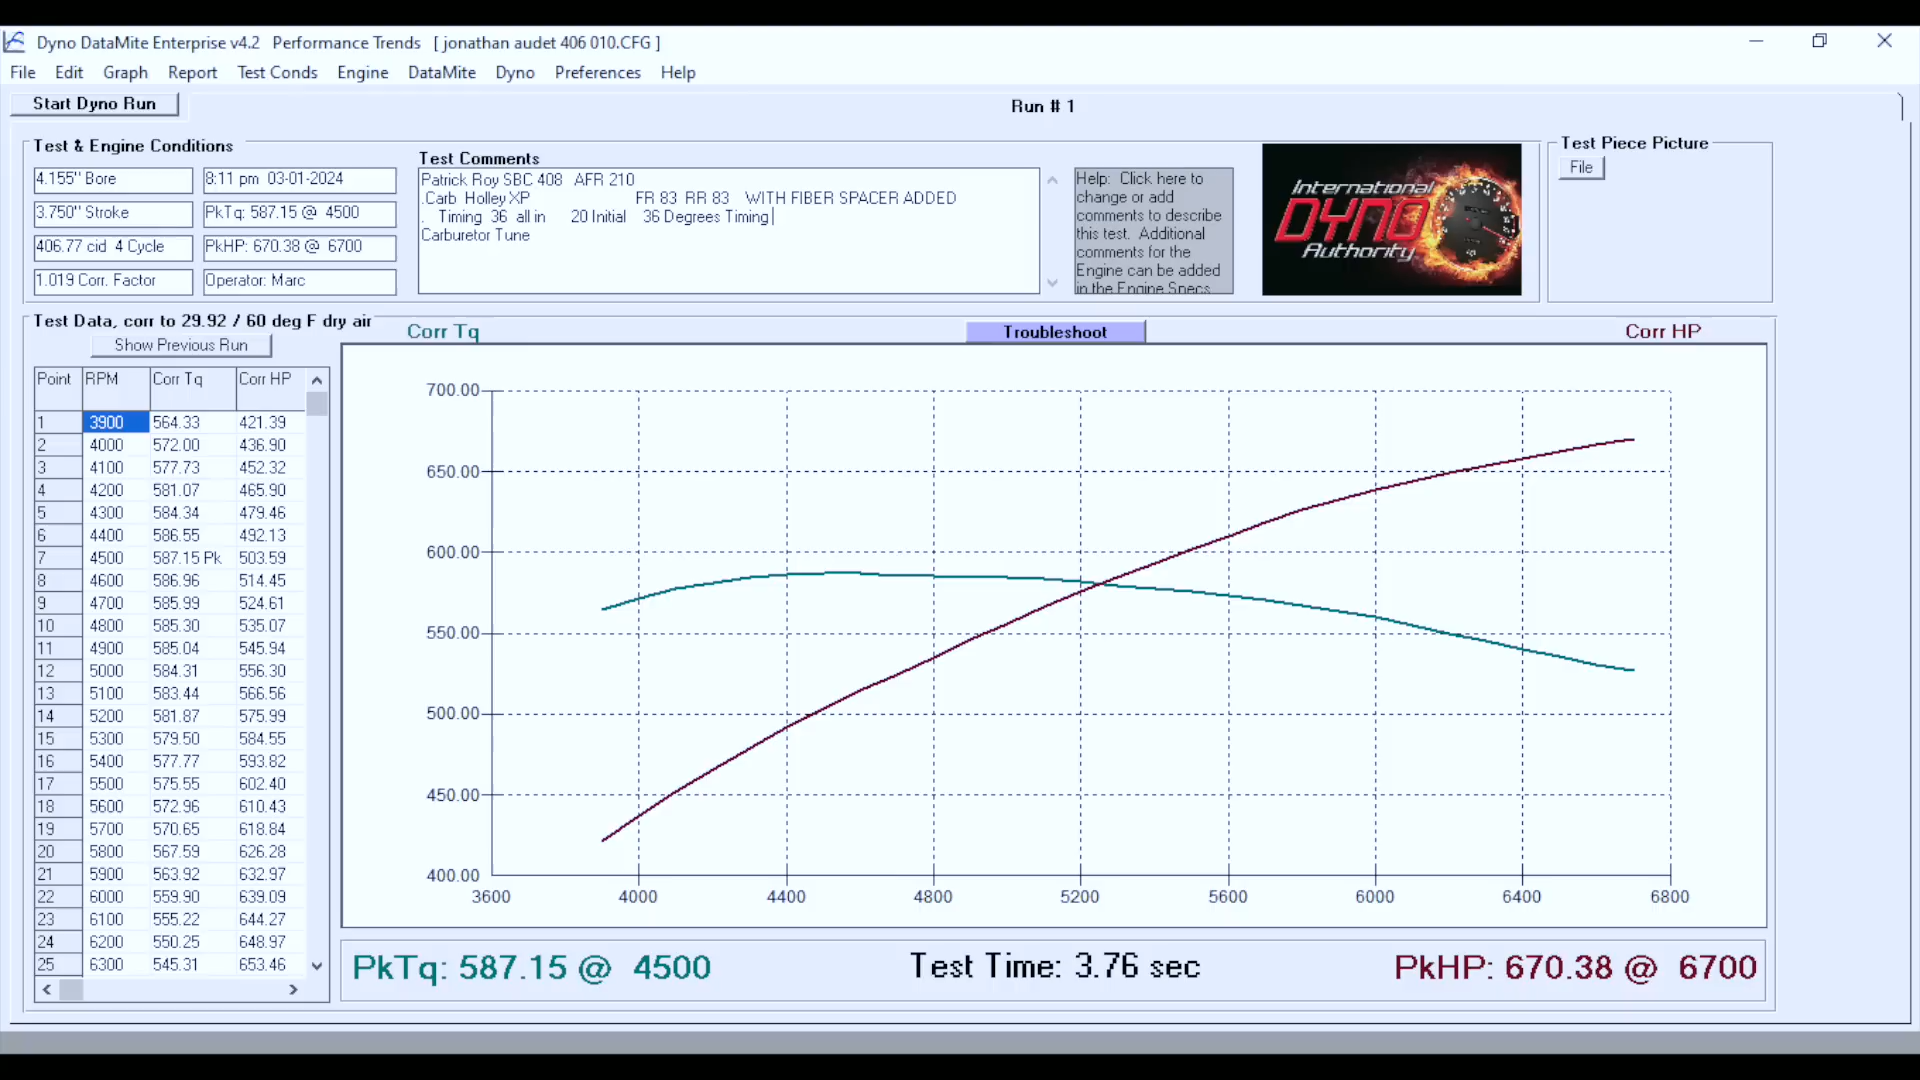 Dyno DataMite Enterprise v4.2 Performance Trends [ jonathan audet 406 010.CFG ]
File Edit Graph Report Test Conds Engine DataMite Dyno Preferences Help
Start Dyno Run
Run # 1
Test & Engine Conditions
4.155" Bore 8:11 pm 03-01-2024
3.750" Stroke PkTq: 587.15 @ 4500
406.77 cid 4 Cycle PkHP: 670.38 @ 6700
1.019 Corr. Factor Operator: Marc
Test Comments
Patrick Roy SBC 408 AFR 210
.Carb Holley XP FR 83 RR 83 WITH FIBER SPACER ADDED
. Timing 36 all in 20 Initial 36 Degrees Timing
Carburetor Tune
Help: Click here to
change or add
comments to describe
this test. Additional
comments for the
Engine can be added
in the Engine Specs
International
DYNO
Authority
Test Piece Picture
File
Test Data, corr to 29.92 / 60 deg F dry air
Show Previous Run
Corr Tq
Troubleshoot
Corr HP
Point RPM Corr Tq Corr HP
1 3900 564.33 421.39
2 4000 572.00 436.90
3 4100 577.73 452.32
4 4200 581.07 465.90
5 4300 584.34 479.46
6 4400 586.55 492.13
7 4500 587.15 Pk 503.59
8 4600 586.96 514.45
9 4700 585.99 524.61
10 4800 585.30 535.07
11 4900 585.04 545.94
12 5000 584.31 556.30
13 5100 583.44 566.56
14 5200 581.87 575.99
15 5300 579.50 584.55
16 5400 577.77 593.82
17 5500 575.55 602.40
18 5600 572.96 610.43
19 5700 570.65 618.84
20 5800 567.59 626.28
21 5900 563.92 632.97
22 6000 559.90 639.09
23 6100 555.22 644.27
24 6200 550.25 648.97
25 6300 545.31 653.46
700.00
650.00
600.00
550.00
500.00
450.00
400.00
3600 4000 4400 4800 5200 5600 6000 6400 6800
PkTq: 587.15 @ 4500
Test Time: 3.76 sec
PkHP: 670.38 @ 6700